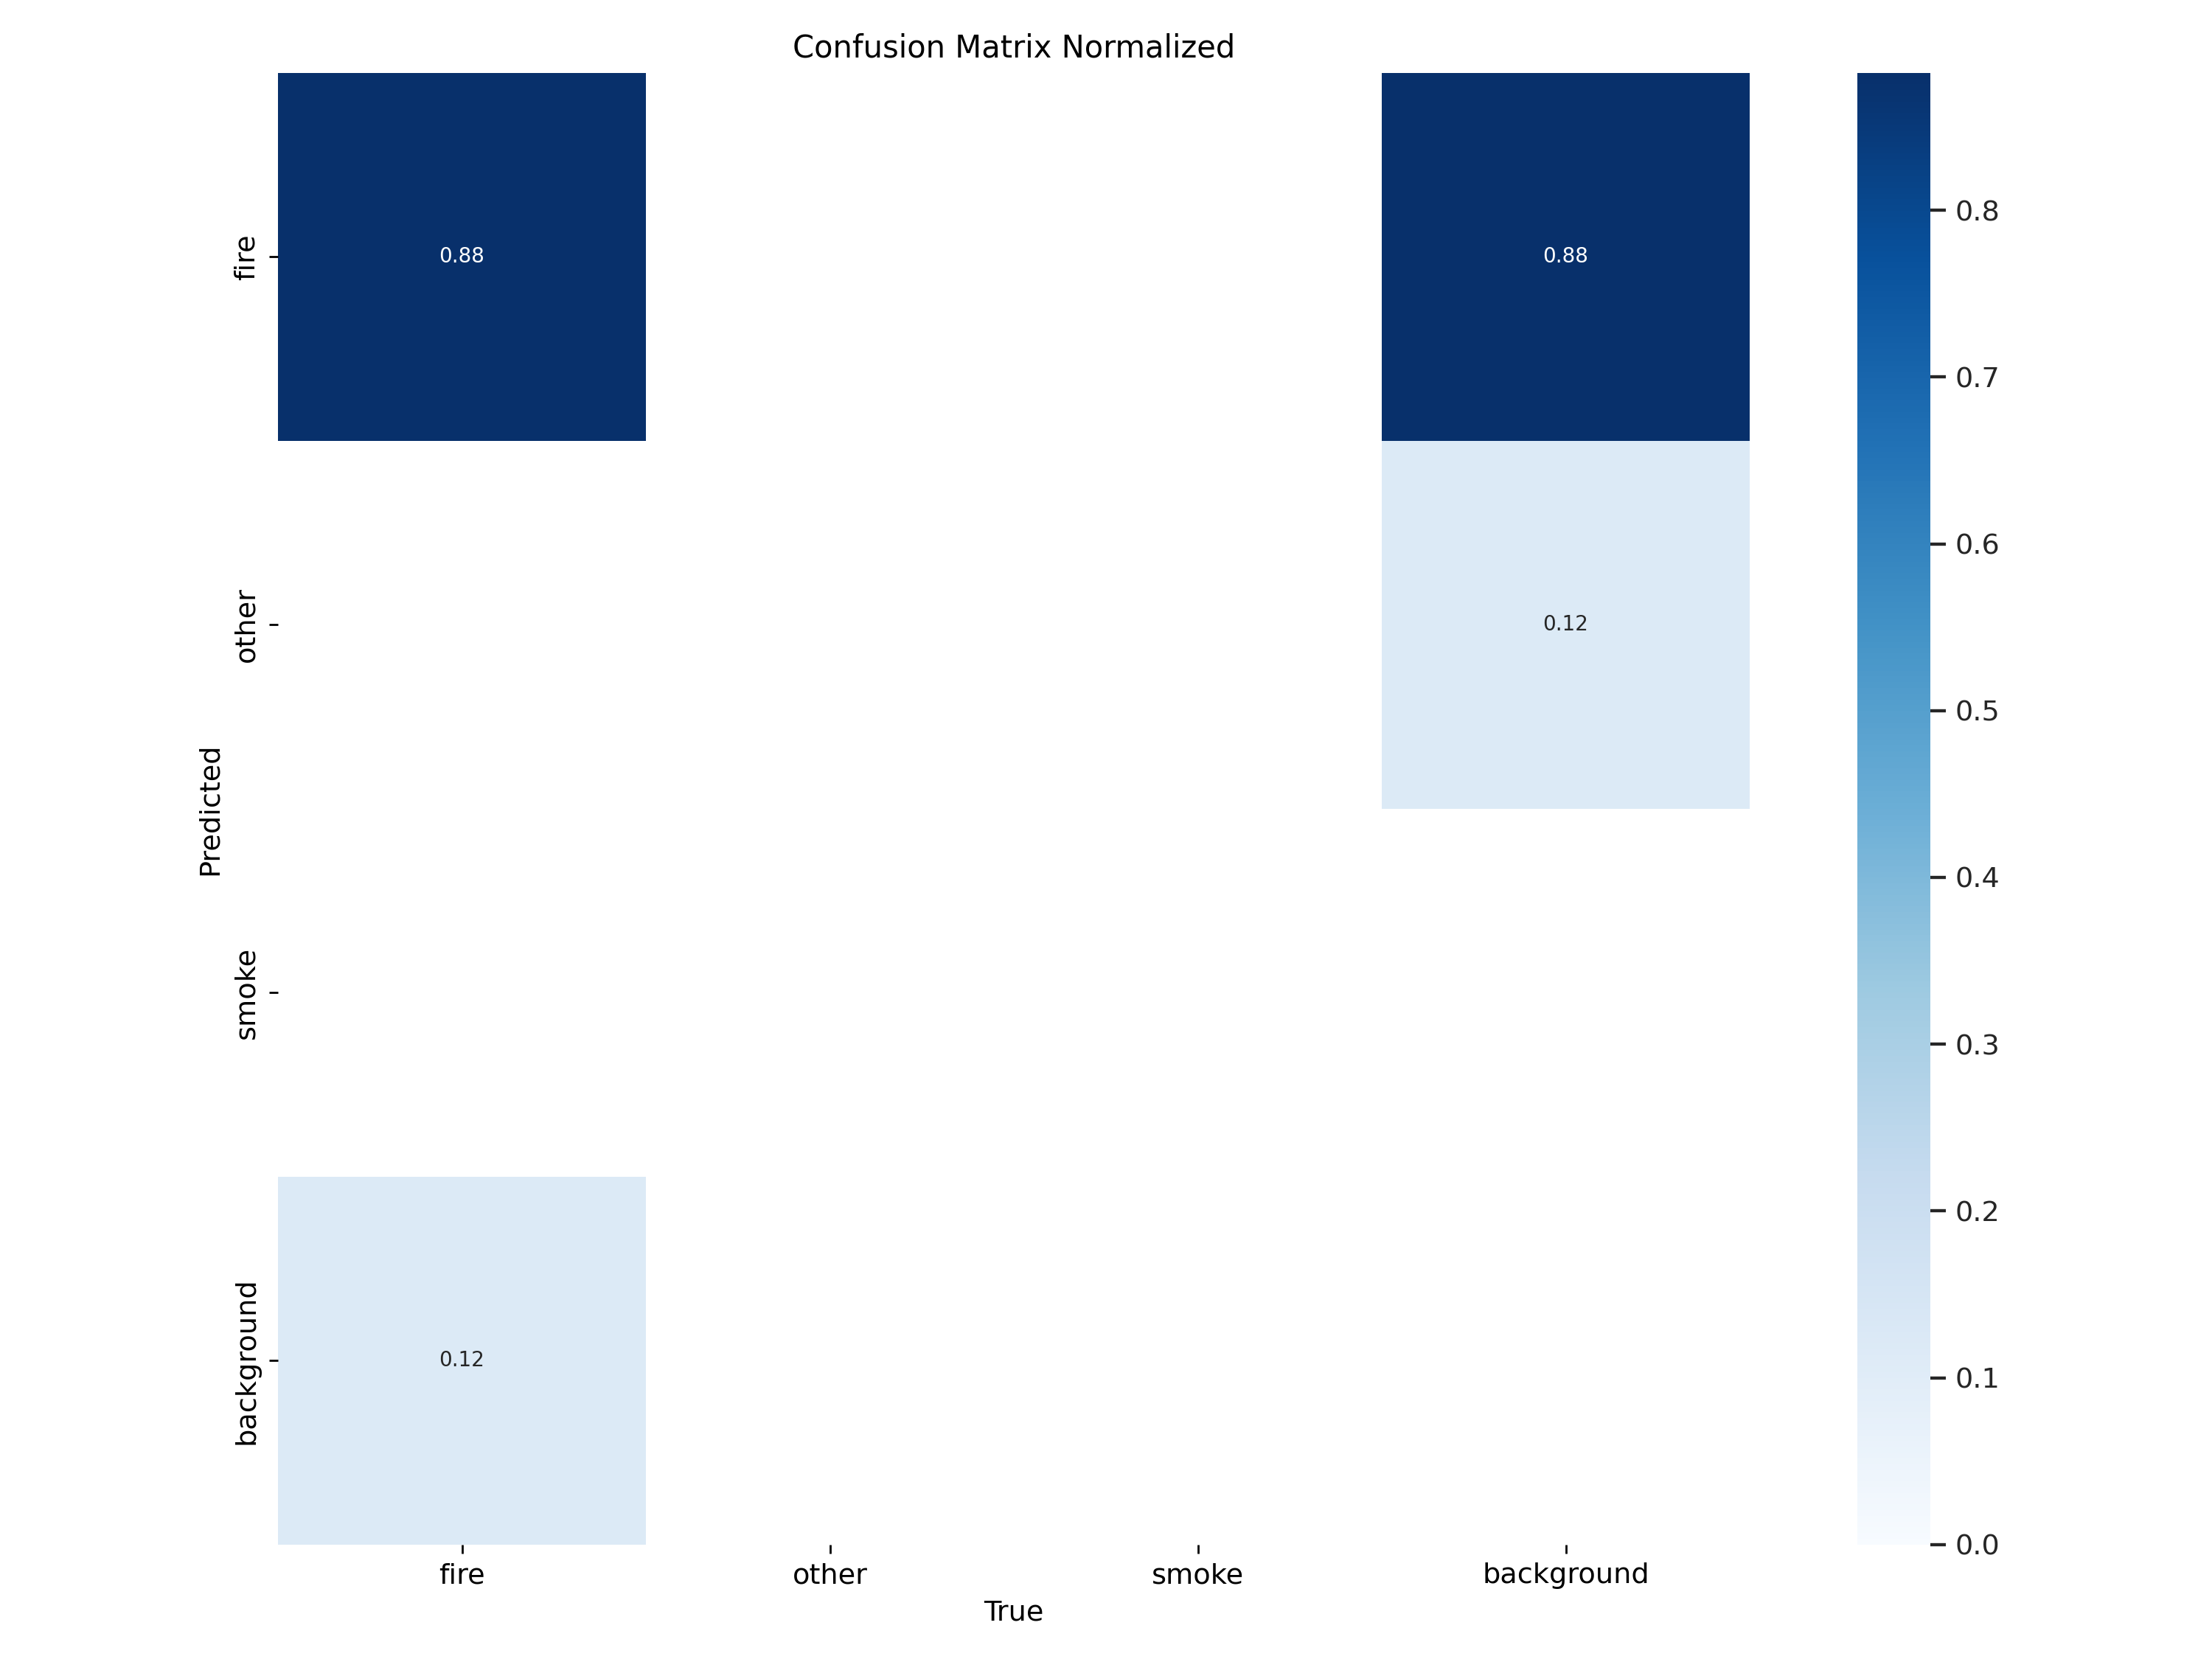 Confusion Matrix Normalized
fire
0.88
0.88
other
0.12
smoke
background
0.12
Predicted
fire
other
smoke
background
True
0.8
0.7
0.6
0.5
0.4
0.3
0.2
0.1
0.0